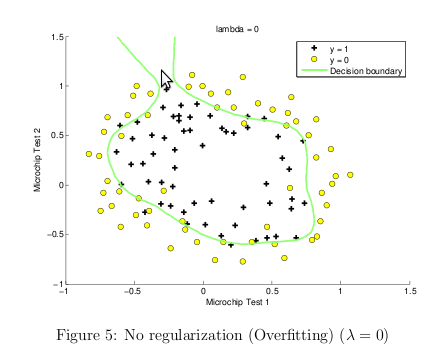 lambda = 0
1.5
y = 1
y = 0
Decision boundary
1
0.5
Microchip Test 2
0
−0.5
−1
−1
−0.5
0
0.5
1
1.5
Microchip Test 1
Figure 5: No regularization (Overfitting) (λ = 0)